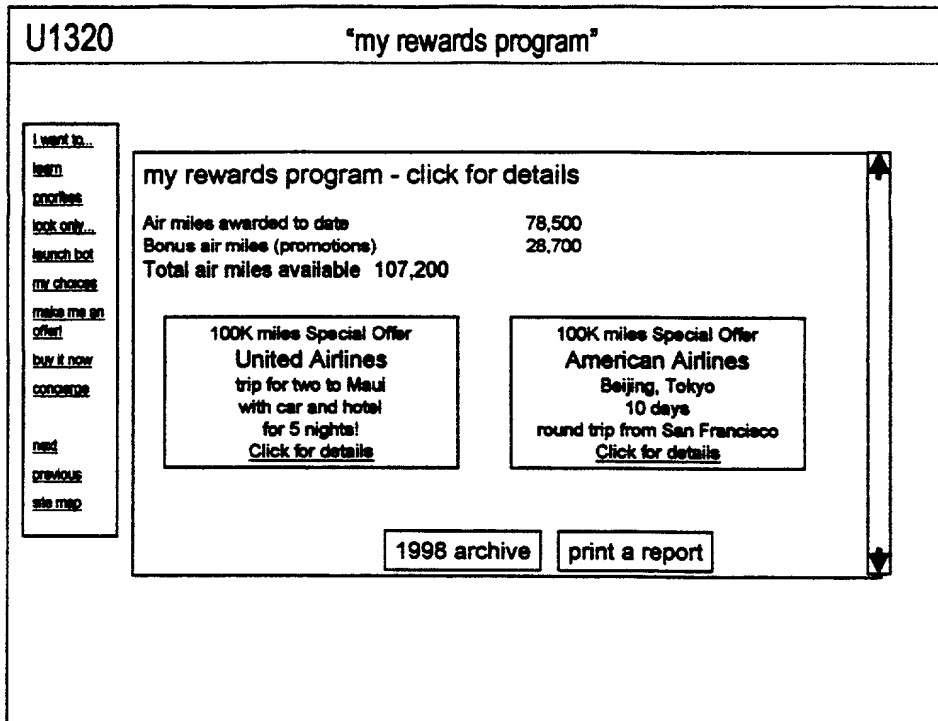 U1320
"my rewards program"
I want to...
learn
priorities
look only...
launch bot
my choices
make me an
offer!
buy it now
concierge
next
previous
site map
my rewards program - click for details
Air miles awarded to date 78,500
Bonus air miles (promotions) 28,700
Total air miles available 107,200
100K miles Special Offer
United Airlines
trip for two to Maui
with car and hotel
for 5 nights!
Click for details
100K miles Special Offer
American Airlines
Beijing, Tokyo
10 days
round trip from San Francisco
Click for details
1998 archive
print a report